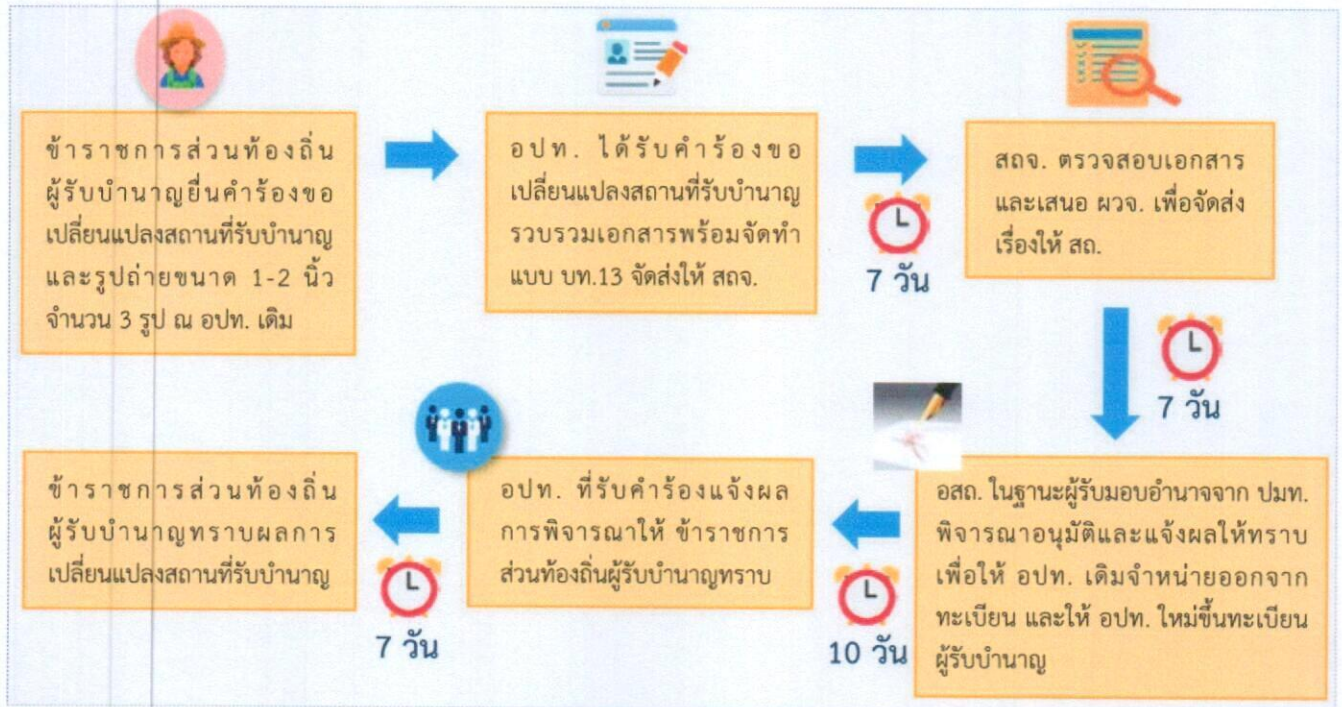 ข้าราชการส่วนท้องถิ่น
ผู้รับบำนาญยื่นคำร้องขอ
เปลี่ยนแปลงสถานที่รับบำนาญ
และรูปถ่ายขนาด 1-2 นิ้ว
จำนวน 3 รูป ณ อปท. เดิม
อปท. ได้รับคำร้องขอ
เปลี่ยนแปลงสถานที่รับบำนาญ
รวบรวมเอกสารพร้อมจัดทำ
แบบ บท.13 จัดส่งให้ สถจ.
7 วัน
สถจ. ตรวจสอบเอกสาร
และเสนอ ผวจ. เพื่อจัดส่ง
เรื่องให้ สถ.
7 วัน
อสถ. ในฐานะผู้รับมอบอำนาจจาก ปมท.
พิจารณาอนุมัติและแจ้งผลให้ทราบ
เพื่อให้ อปท. เดิมจำหน่ายออกจาก
ทะเบียน และให้ อปท. ใหม่ขึ้นทะเบียน
ผู้รับบำนาญ
10 วัน
อปท. ที่รับคำร้องแจ้งผล
การพิจารณาให้ ข้าราชการ
ส่วนท้องถิ่นผู้รับบำนาญทราบ
7 วัน
ข้าราชการส่วนท้องถิ่น
ผู้รับบำนาญทราบผลการ
เปลี่ยนแปลงสถานที่รับบำนาญ